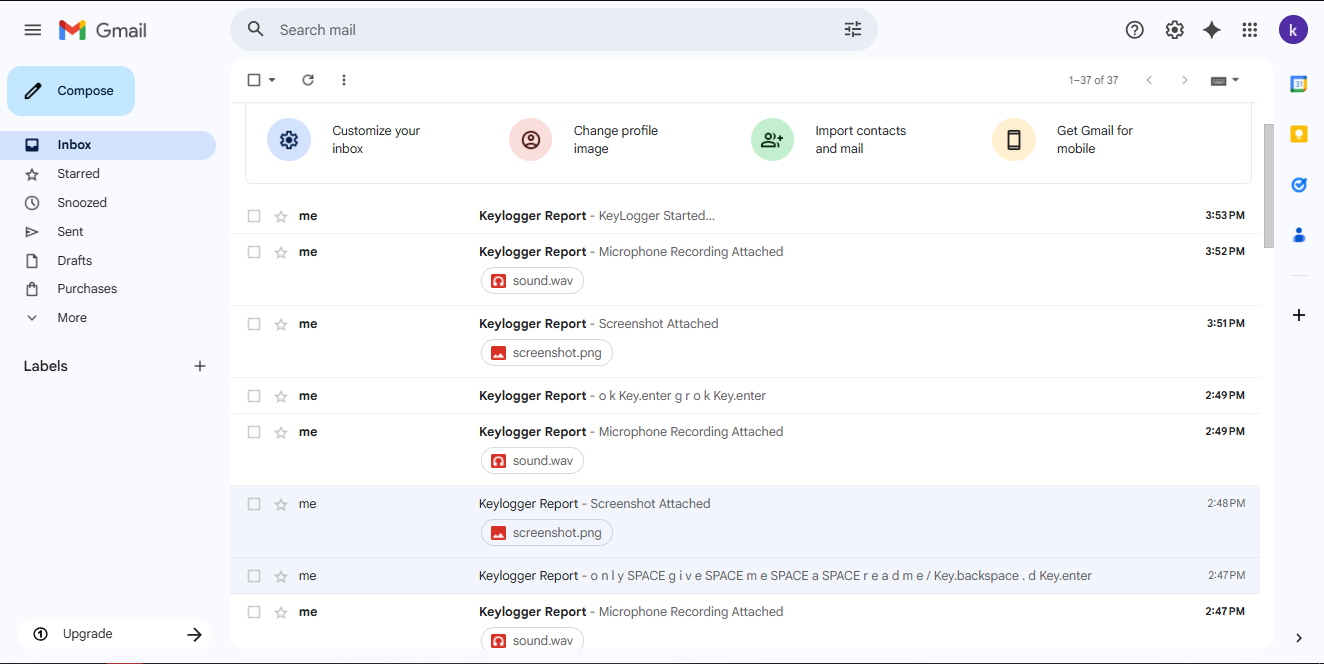 Gmail
Search mail
k
Compose
1–37 of 37
Inbox
Starred
Snoozed
Sent
Drafts
Purchases
More
Labels
Customize your
inbox
Change profile
image
Import contacts
and mail
Get Gmail for
mobile
me Keylogger Report - KeyLogger Started... 3:53 PM
me Keylogger Report - Microphone Recording Attached 3:52 PM
sound.wav
me Keylogger Report - Screenshot Attached 3:51 PM
screenshot.png
me Keylogger Report - o k Key.enter g r o k Key.enter 2:49 PM
me Keylogger Report - Microphone Recording Attached 2:49 PM
sound.wav
me Keylogger Report - Screenshot Attached 2:48 PM
screenshot.png
me Keylogger Report - o n l y SPACE g i v e SPACE m e SPACE a SPACE r e a d m e / Key.backspace . d Key.enter 2:47 PM
me Keylogger Report - Microphone Recording Attached 2:47 PM
sound.wav
31
1 Upgrade